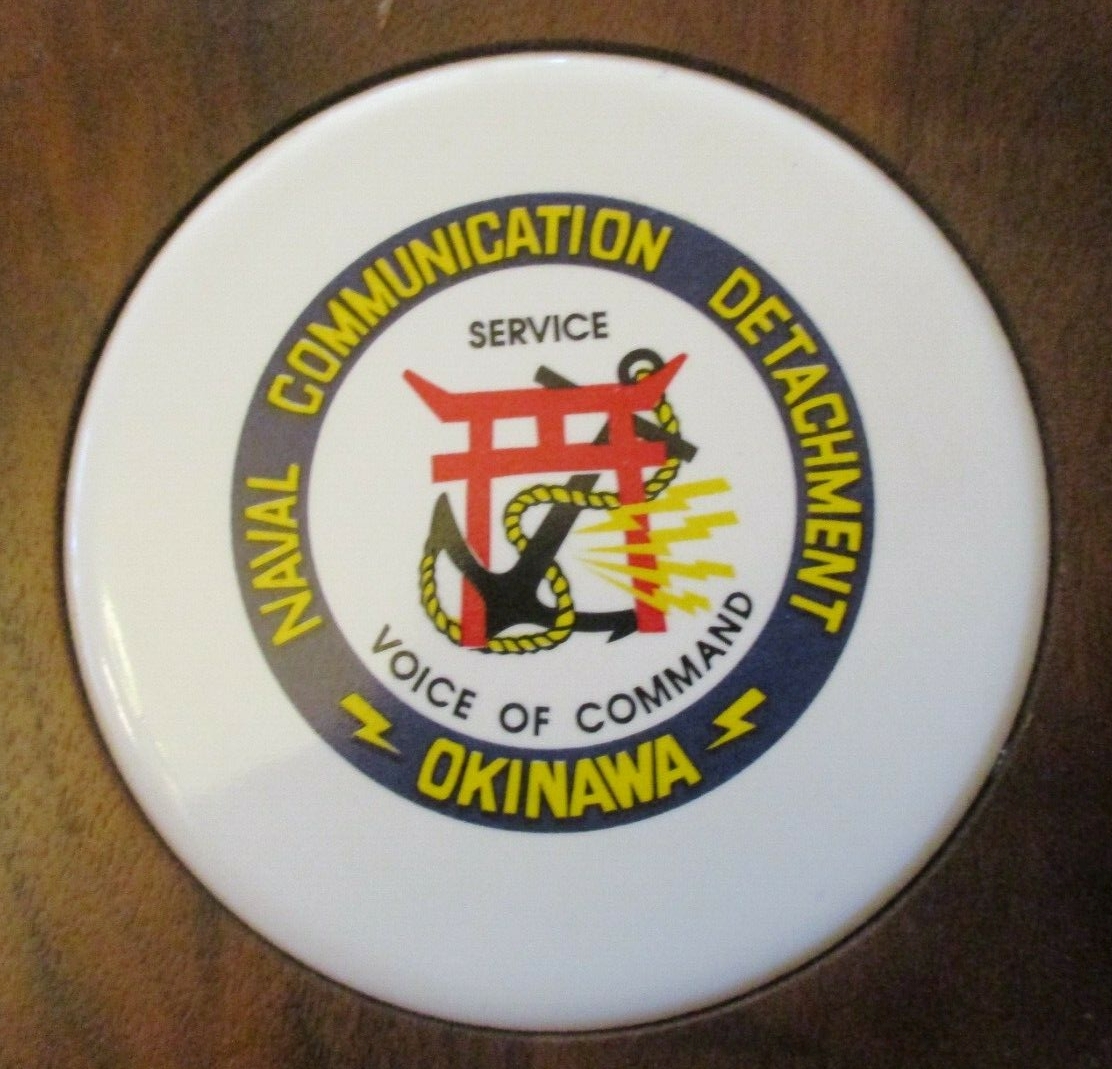 NAVAL COMMUNICATION DETACHMENT
SERVICE
VOICE OF COMMAND
OKINAWA